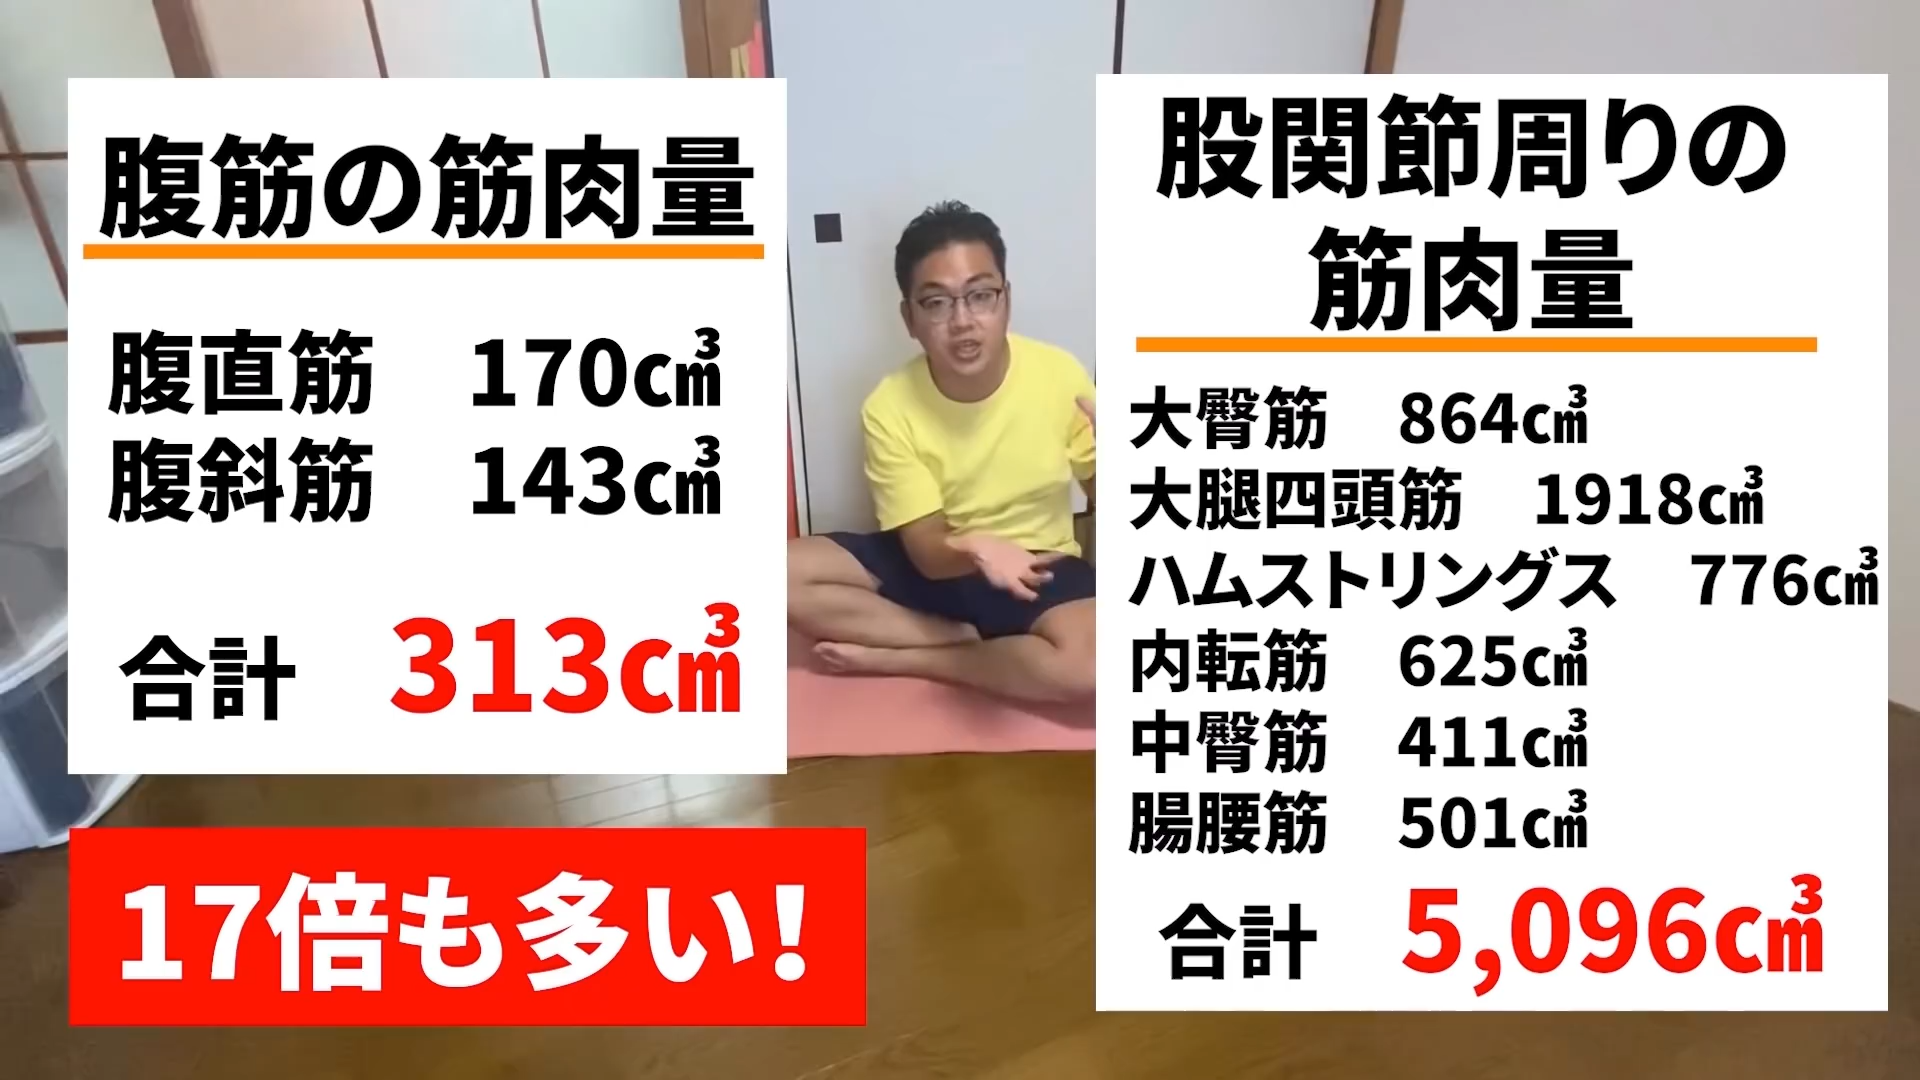 腹筋の筋肉量
腹直筋　170㎤
腹斜筋　143㎤
合計　313㎤
17倍も多い!
股関節周りの
筋肉量
大臀筋　864㎤
大腿四頭筋　1918㎤
ハムストリングス　776㎤
内転筋　625㎤
中臀筋　411㎤
腸腰筋　501㎤
合計　5,096㎤